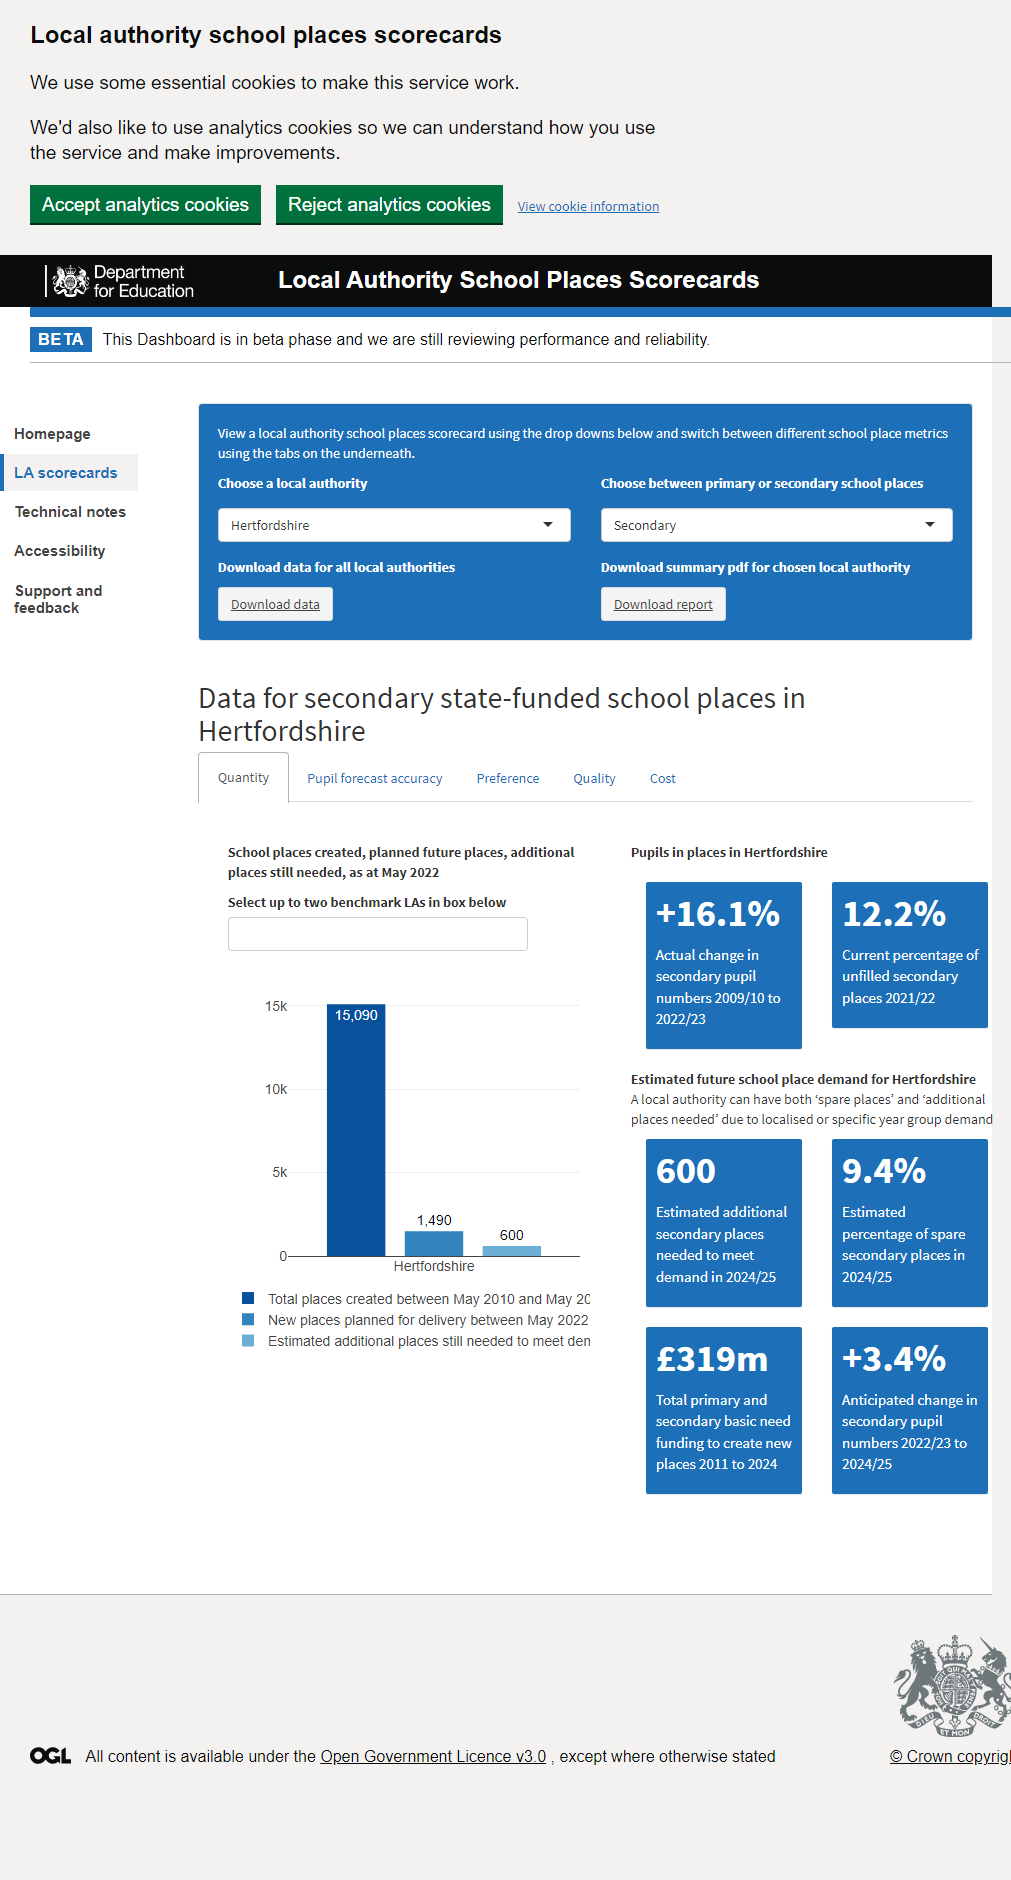 Local authority school places scorecards
We use some essential cookies to make this service work.
We'd also like to use analytics cookies so we can understand how you use
the service and make improvements.
Accept analytics cookies Reject analytics cookies View cookie information
Department
for Education
Local Authority School Places Scorecards
BETA This Dashboard is in beta phase and we are still reviewing performance and reliability.
Homepage
LA scorecards
Technical notes
Accessibility
Support and
feedback
View a local authority school places scorecard using the drop downs below and switch between different school place metrics
using the tabs on the underneath.
Choose a local authority
Hertfordshire
Choose between primary or secondary school places
Secondary
Download data for all local authorities
Download data
Download summary pdf for chosen local authority
Download report
Data for secondary state-funded school places in
Hertfordshire
Quantity Pupil forecast accuracy Preference Quality Cost
School places created, planned future places, additional
places still needed, as at May 2022
Select up to two benchmark LAs in box below
15k
10k
5k
0
15,090
1,490
600
Hertfordshire
Total places created between May 2010 and May 20
New places planned for delivery between May 2022
Estimated additional places still needed to meet den
Pupils in places in Hertfordshire
+16.1%
Actual change in
secondary pupil
numbers 2009/10 to
2022/23
12.2%
Current percentage of
unfilled secondary
places 2021/22
Estimated future school place demand for Hertfordshire
A local authority can have both ‘spare places’ and ‘additional
places needed’ due to localised or specific year group demand
600
Estimated additional
secondary places
needed to meet
demand in 2024/25
9.4%
Estimated
percentage of spare
secondary places in
2024/25
£319m
Total primary and
secondary basic need
funding to create new
places 2011 to 2024
+3.4%
Anticipated change in
secondary pupil
numbers 2022/23 to
2024/25
DIEU ET MON DROIT
OGL All content is available under the Open Government Licence v3.0 , except where otherwise stated
© Crown copyrigh